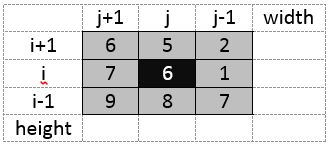 j+1 j j-1 width
i+1 6 5 2
i 7 6 1
i-1 9 8 7
height